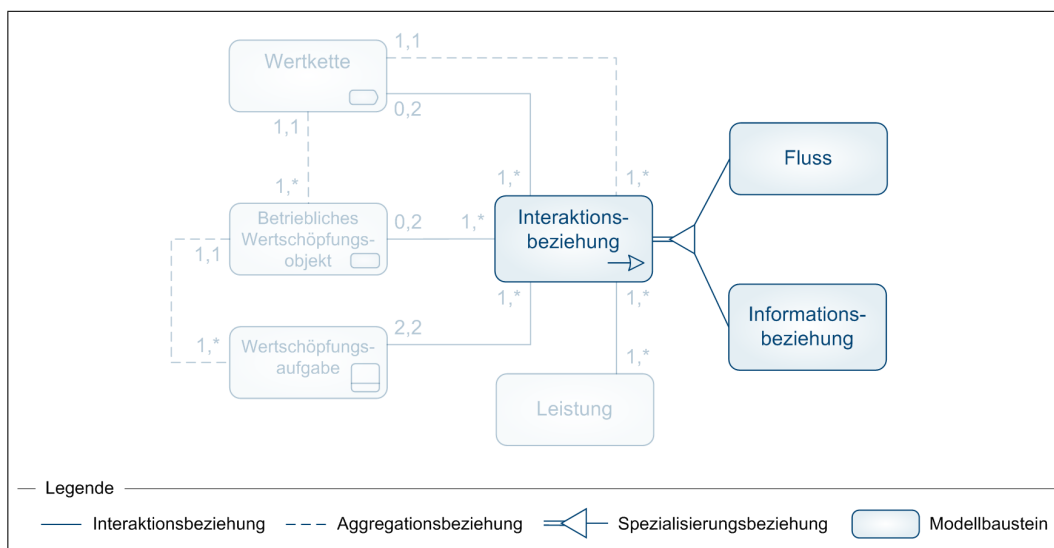 1,1
Wertkette
0,2
1,1
Fluss
1,*
1,*
1,*
Betriebliches
Wertschöpfungs-
objekt
0,2
1,*
Interaktions-
beziehung
1,1
1,*
1,*
Informations-
beziehung
2,2
1,*
Wertschöpfungs-
aufgabe
1,*
Leistung
Legende
Interaktionsbeziehung
Aggregationsbeziehung
Spezialisierungsbeziehung
Modellbaustein